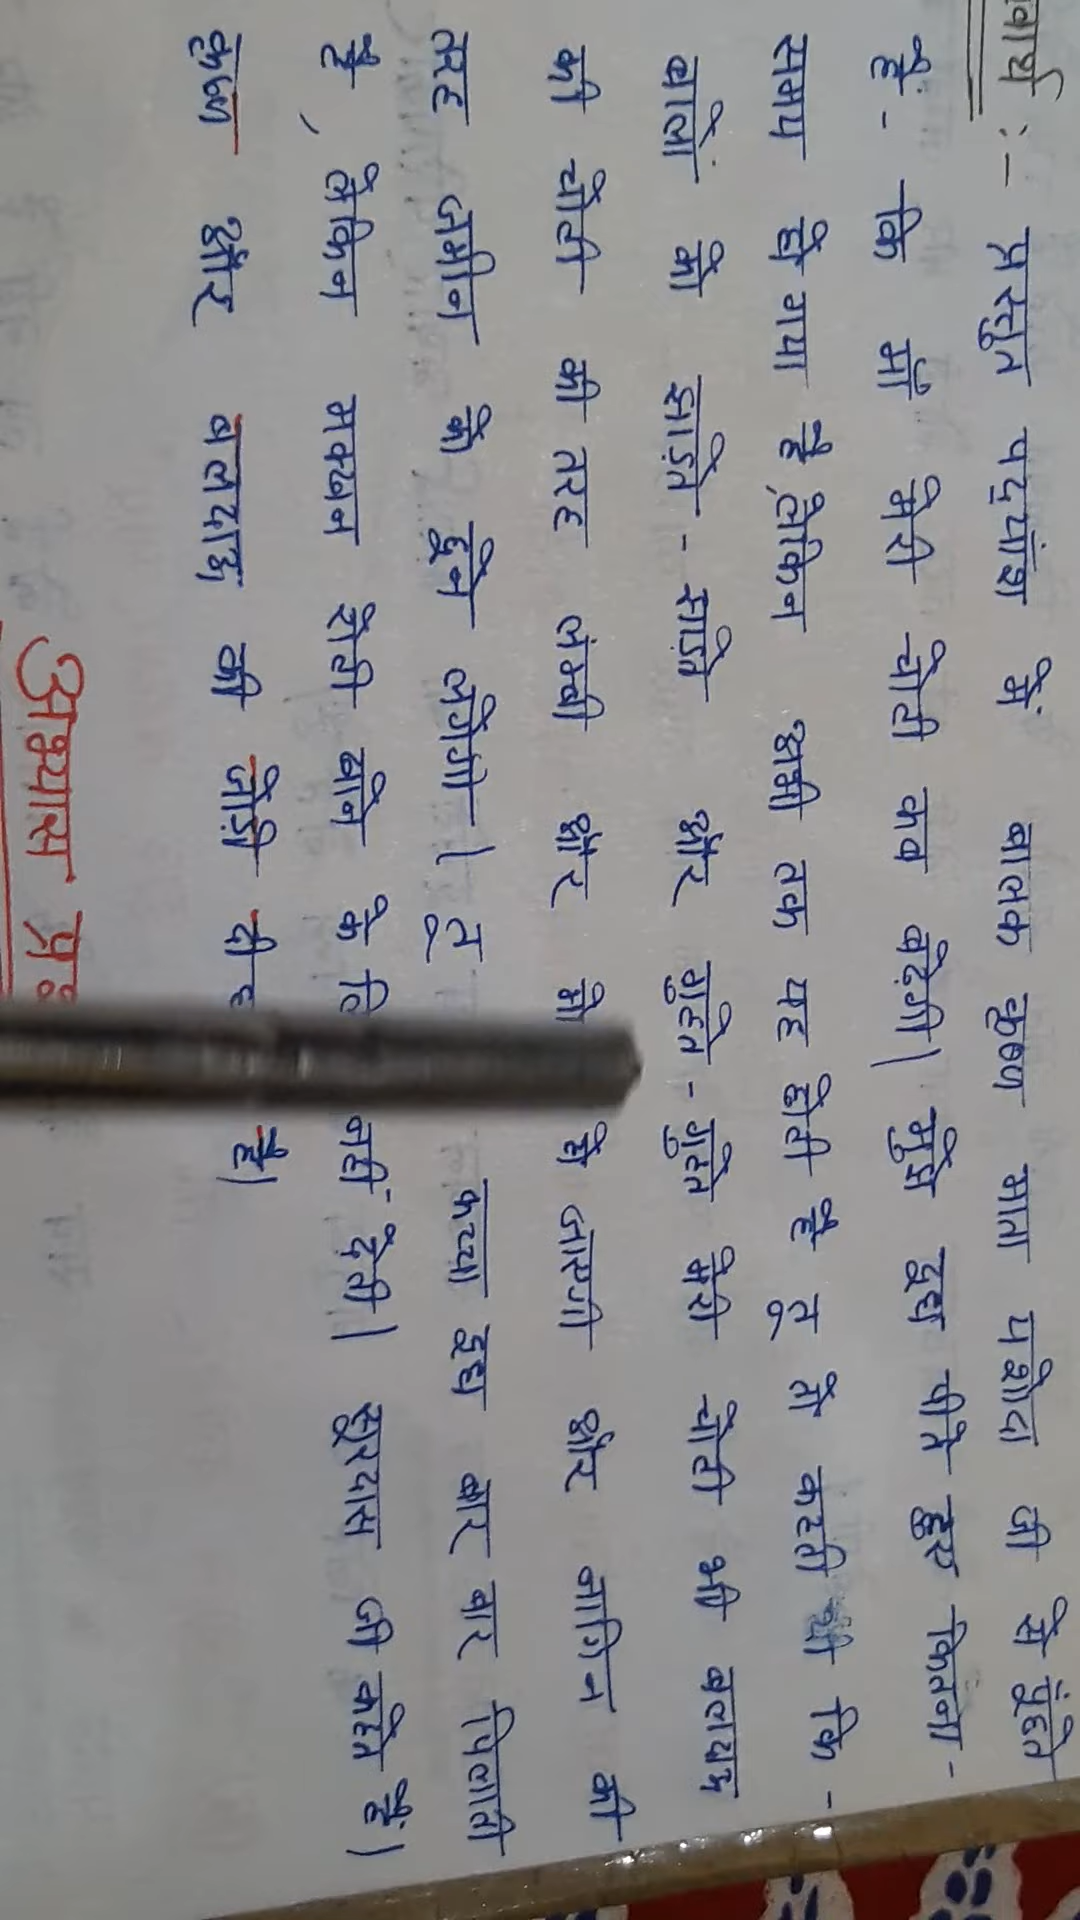 :- प्रस्तुत पद्यांश में बालक कृष्ण माता यशोदा जी से पूंछते
हैं - कि माँ मेरी चोटी कब बढ़ेगी। मुझे दूध पीते हुए कितना -
समय हो गया है, लेकिन अभी तक यह छोटी है तू तो कहती थी कि -
बालों को झाड़ते - झाड़ते और गुहते - गुहते मेरी चोटी भी बलदाऊ
की चोटी की तरह लंम्बी और मो हो जाएगी और नागिन की
तरह जमीन को छूने लगेगी। तू कच्चा दूध बार बार पिलाती
है, लेकिन मक्खन रोटी खाने के नहीं देती। सूरदास जी कहते हैं।
कृष्ण और बलदाऊ की जोड़ी है।
अभ्यास